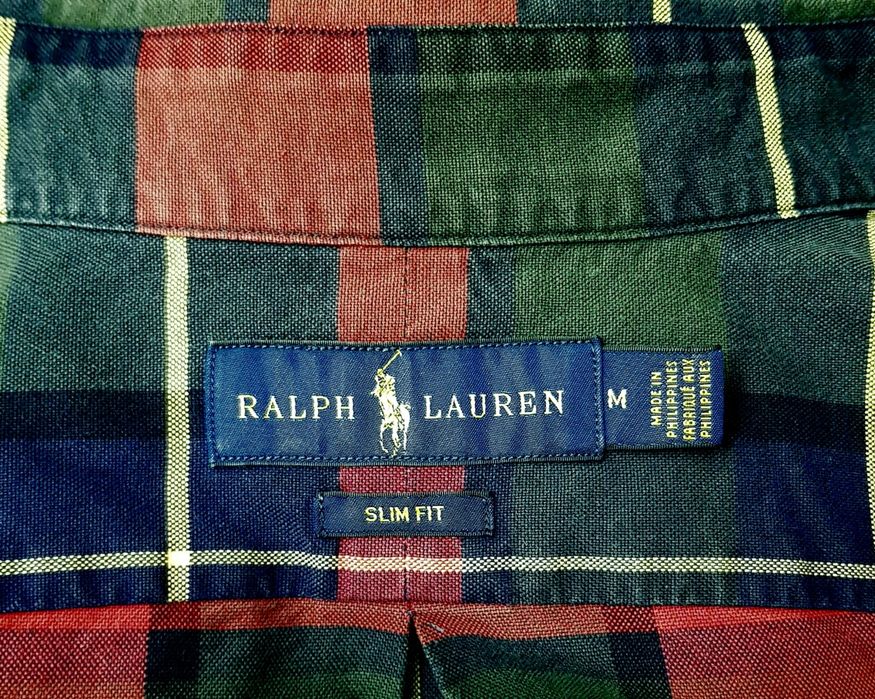 RALPH LAUREN
M
MADE IN
PHILIPPINES
FABRIQUÉ AUX
PHILIPPINES
SLIM FIT